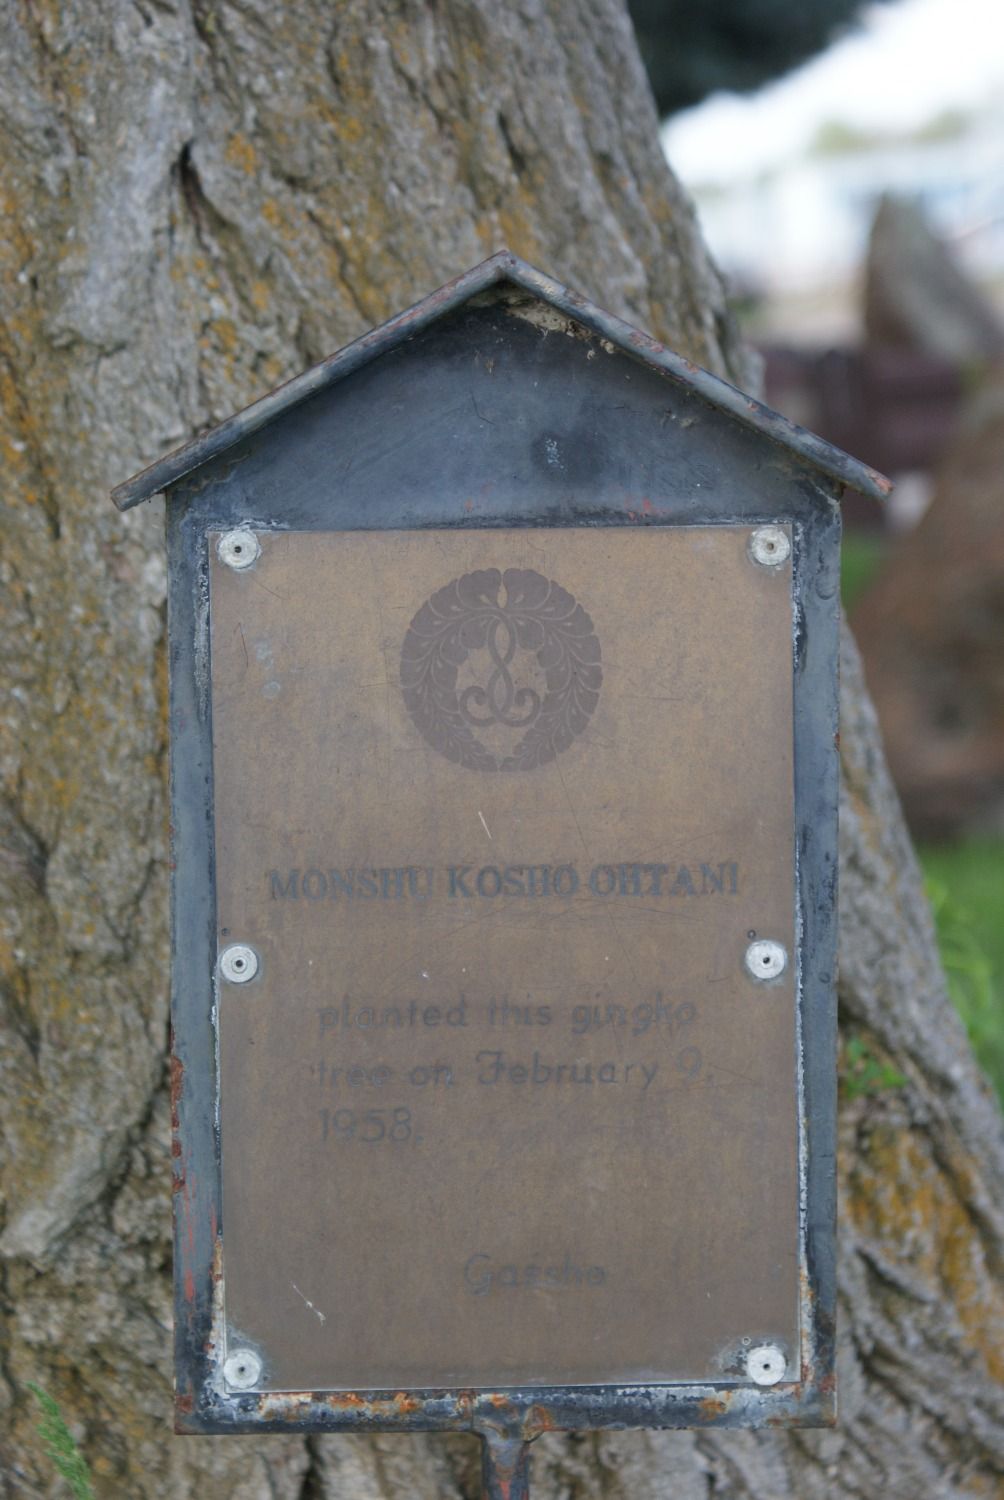 MONSHU KOSHO OHTANI
planted this gingko
tree on February 9,
1958.
Gassho